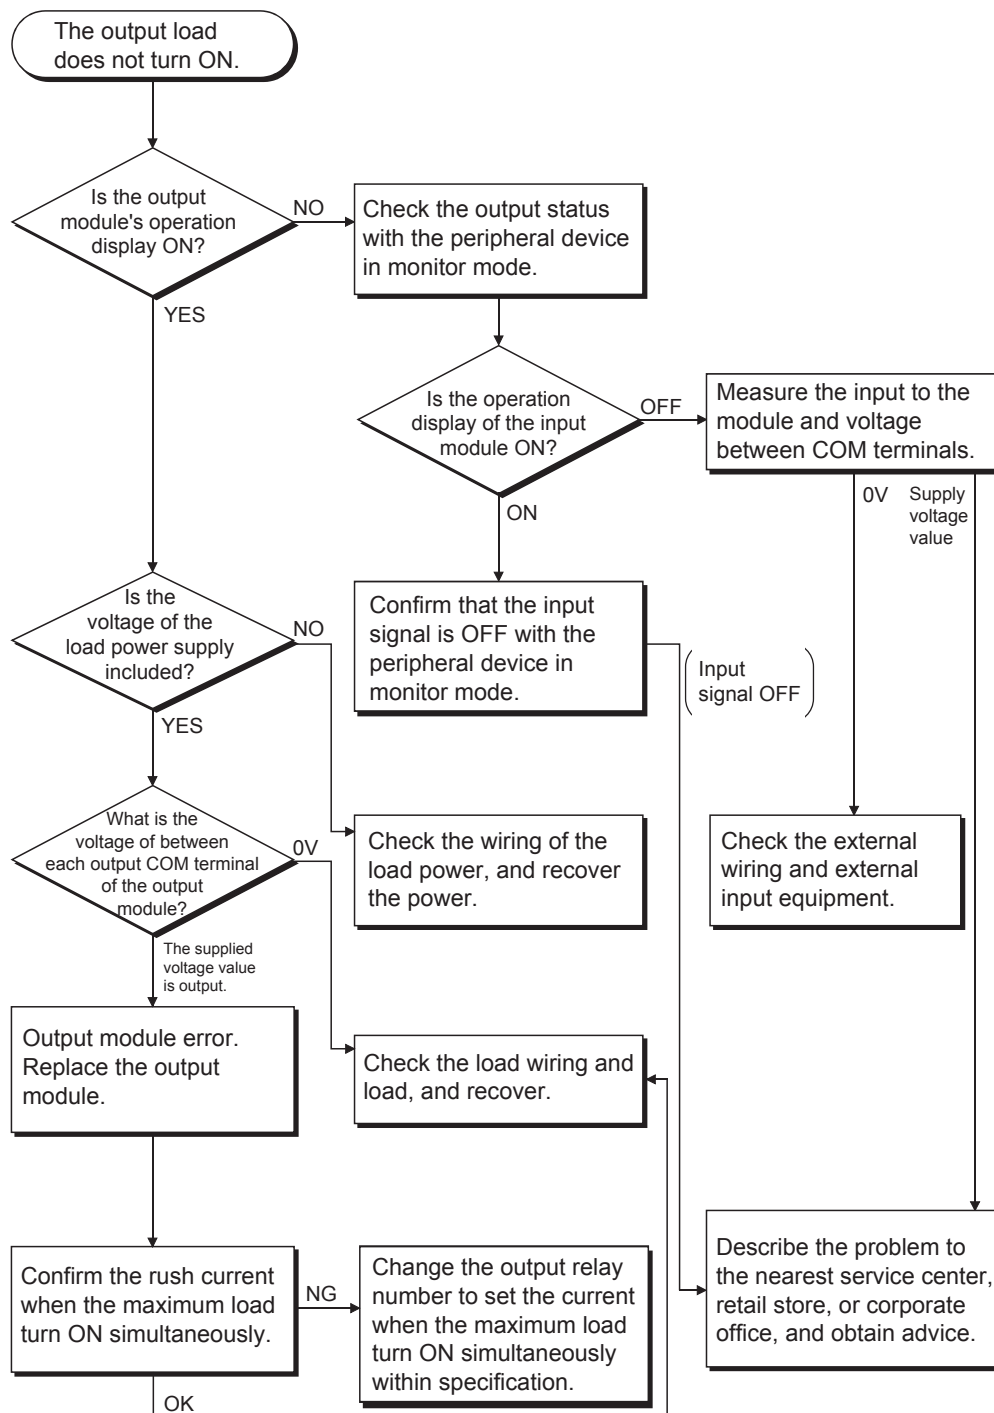 The output load
does not turn ON.
Is the output
module's operation
display ON?
NO
Check the output status
with the peripheral device
in monitor mode.
YES
Is the operation
display of the input
module ON?
OFF
Measure the input to the
module and voltage
between COM terminals.
ON
0V
Supply
voltage
value
Is the
voltage of the
load power supply
included?
NO
Confirm that the input
signal is OFF with the
peripheral device in
monitor mode.
Input
signal OFF
YES
What is the
voltage of between
each output COM terminal
of the output
module?
0V
Check the wiring of the
load power, and recover
the power.
Check the external
wiring and external
input equipment.
The supplied
voltage value
is output.
Output module error.
Replace the output
module.
Check the load wiring and
load, and recover.
Confirm the rush current
when the maximum load
turn ON simultaneously.
NG
Change the output relay
number to set the current
when the maximum load
turn ON simultaneously
within specification.
Describe the problem to
the nearest service center,
retail store, or corporate
office, and obtain advice.
OK